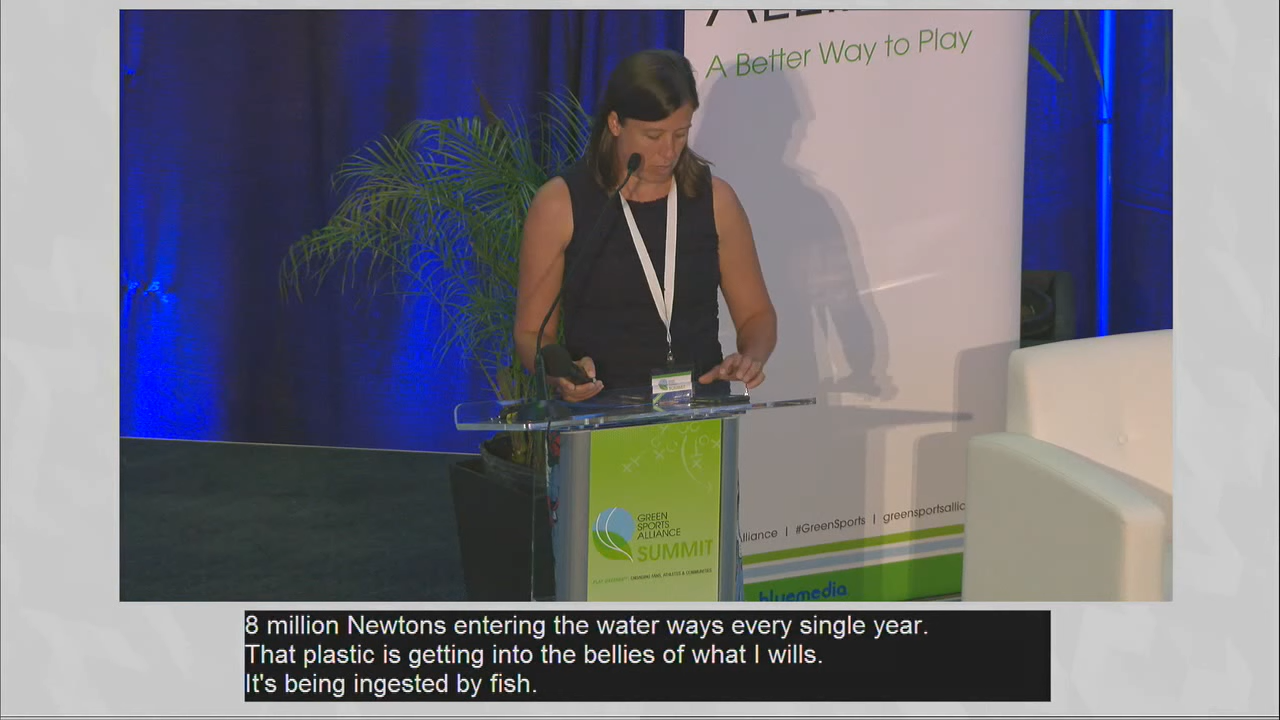 A Better Way to Play
GREEN
SPORTS
ALLIANCE
SUMMIT
lliance | #GreenSports | greensportsallic
bluemedia
8 million Newtons entering the water ways every single year.
That plastic is getting into the bellies of what I wills.
It's being ingested by fish.